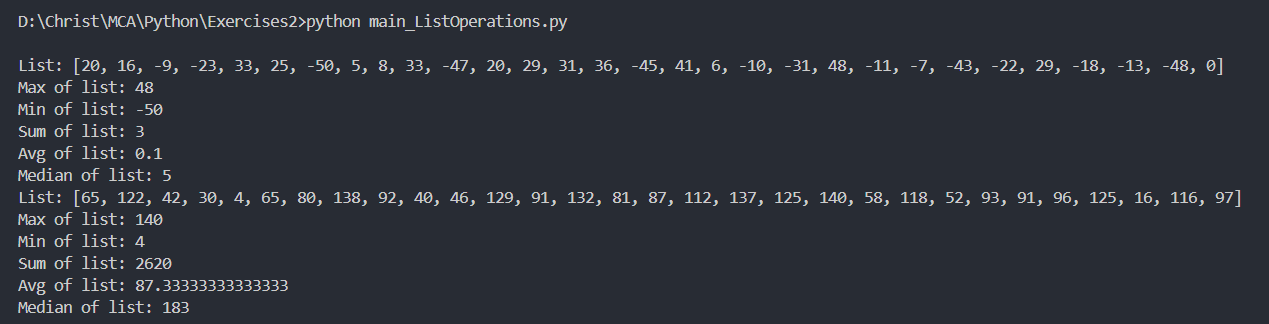 D:\Christ\MCA\Python\Exercises2>python main_ListOperations.py
List: [20, 16, -9, -23, 33, 25, -50, 5, 8, 33, -47, 20, 29, 31, 36, -45, 41, 6, -10, -31, 48, -11, -7, -43, -22, 29, -18, -13, -48, 0]
Max of list: 48
Min of list: -50
Sum of list: 3
Avg of list: 0.1
Median of list: 5
List: [65, 122, 42, 30, 4, 65, 80, 138, 92, 40, 46, 129, 91, 132, 81, 87, 112, 137, 125, 140, 58, 118, 52, 93, 91, 96, 125, 16, 116, 97]
Max of list: 140
Min of list: 4
Sum of list: 2620
Avg of list: 87.33333333333333
Median of list: 183